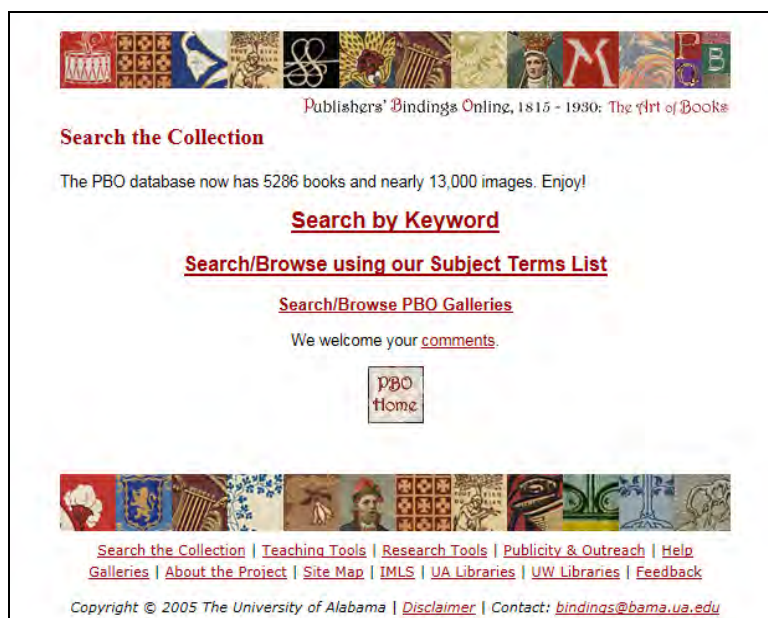 M
P
B
O
Publishers' Bindings Online, 1815 - 1930: The Art of Books
Search the Collection
The PBO database now has 5286 books and nearly 13,000 images. Enjoy!
Search by Keyword
Search/Browse using our Subject Terms List
Search/Browse PBO Galleries
We welcome your comments.
PBO
Home
Search the Collection | Teaching Tools | Research Tools | Publicity & Outreach | Help
Galleries | About the Project | Site Map | IMLS | UA Libraries | UW Libraries | Feedback
Copyright © 2005 The University of Alabama | Disclaimer | Contact: bindings@bama.ua.edu